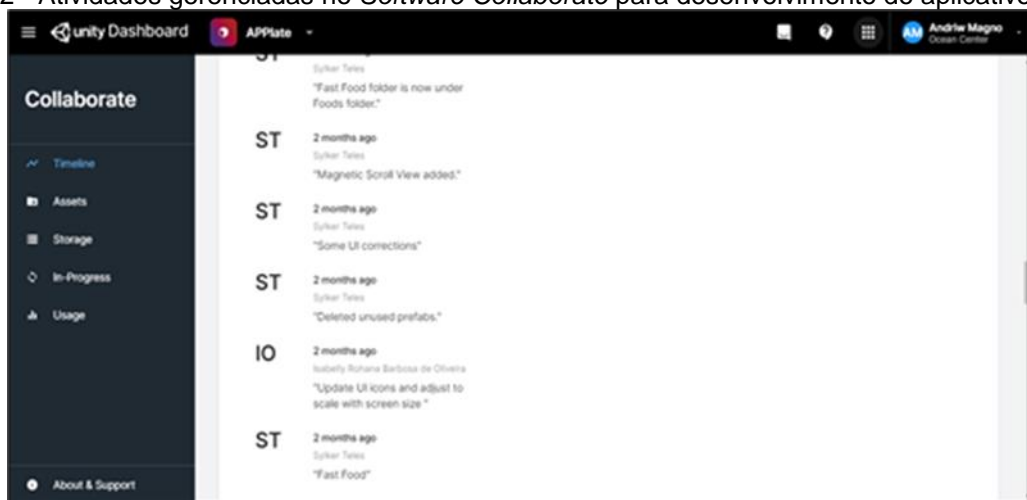 2 - Atividades gerenciadas no Software Collaborate para desenvolvimento do aplicativo
unity Dashboard
APPlate
AM
Andriw Magno
Ocean Center
Collaborate
Timeline
Assets
Storage
In-Progress
Usage
About & Support
ST
Sylker Teles
"Fast Food folder is now under
Foods folder."
ST
2 months ago
Sylker Teles
"Magnetic Scroll View added."
ST
2 months ago
Sylker Teles
"Some UI corrections"
ST
2 months ago
Sylker Teles
"Deleted unused prefabs."
IO
2 months ago
Isabelly Rohana Barbosa de Oliveira
"Update UI icons and adjust to
scale with screen size "
ST
2 months ago
Sylker Teles
"Fast Food"